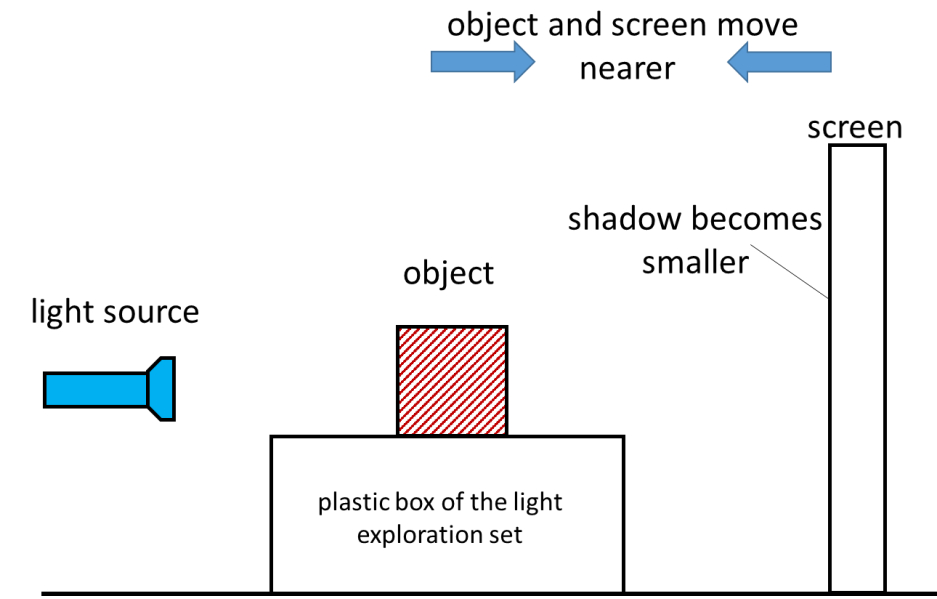 object and screen move
nearer
screen
shadow becomes
smaller
object
light source
plastic box of the light
exploration set